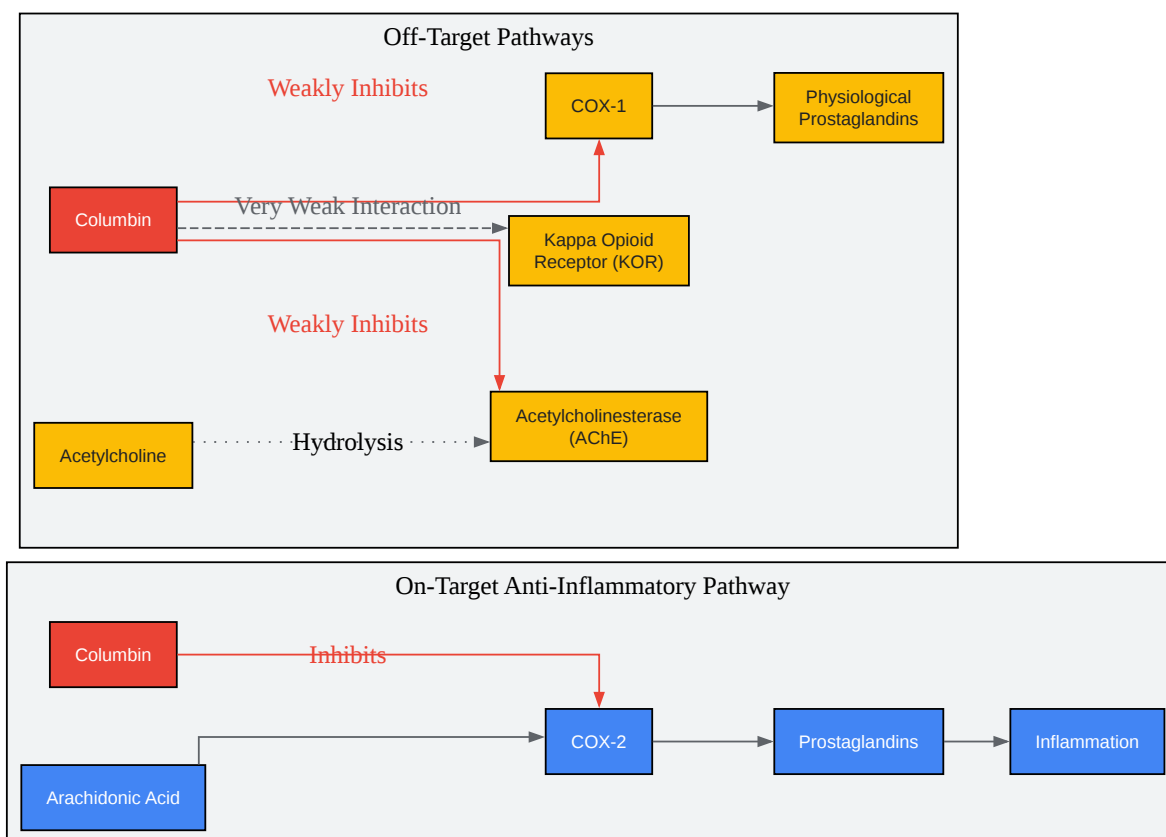 Off-Target Pathways
Weakly Inhibits
COX-1
Physiological
Prostaglandins
Columbin
Very Weak Interaction
Kappa Opioid
Receptor (KOR)
Weakly Inhibits
Acetylcholinesterase
(AChE)
Acetylcholine
Hydrolysis
On-Target Anti-Inflammatory Pathway
Columbin
Inhibits
COX-2
Prostaglandins
Inflammation
Arachidonic Acid